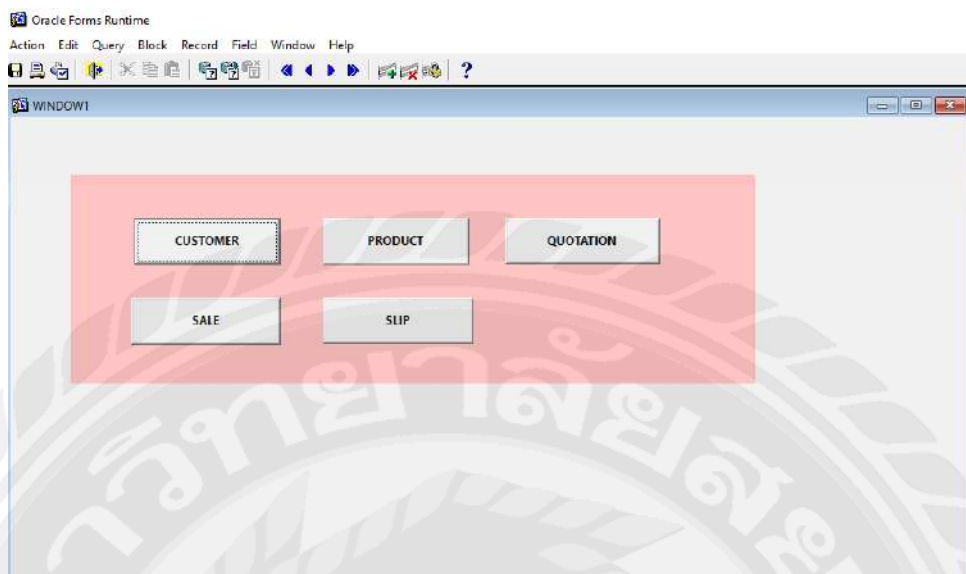 Oracle Forms Runtime
Action Edit Query Block Record Field Window Help
WINDOW1
CUSTOMER PRODUCT QUOTATION
SALE SLIP